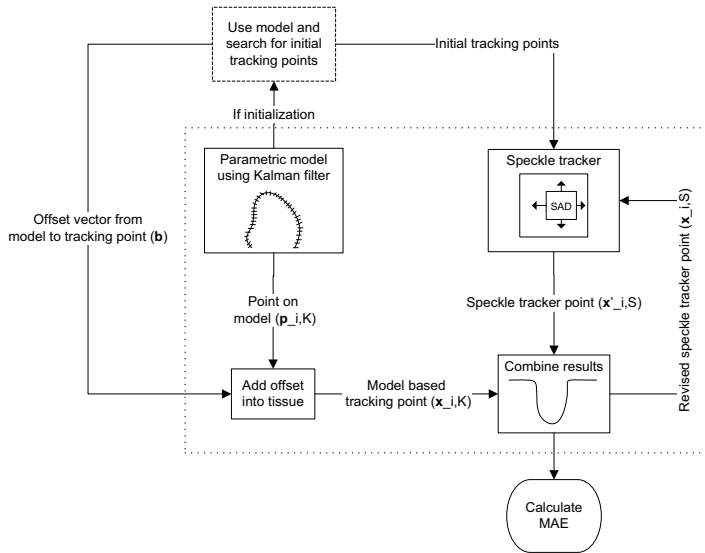 Use model and
search for initial
tracking points
Initial tracking points
If initialization
Parametric model
using Kalman filter
Speckle tracker
SAD
Offset vector from
model to tracking point (b)
Revised speckle tracker point (x_i,S)
Point on
model (p_i,K)
Speckle tracker point (x'_i,S)
Add offset
into tissue
Model based
tracking point (x_i,K)
Combine results
Calculate
MAE